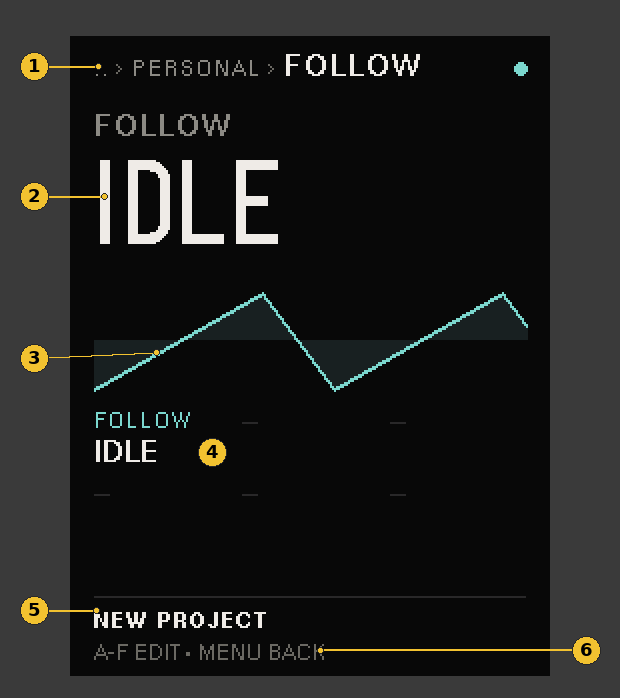 1 .. > PERSONAL > FOLLOW
FOLLOW
2 IDLE
3
FOLLOW
IDLE 4
5 NEW PROJECT
A-F EDIT · MENU BACK 6